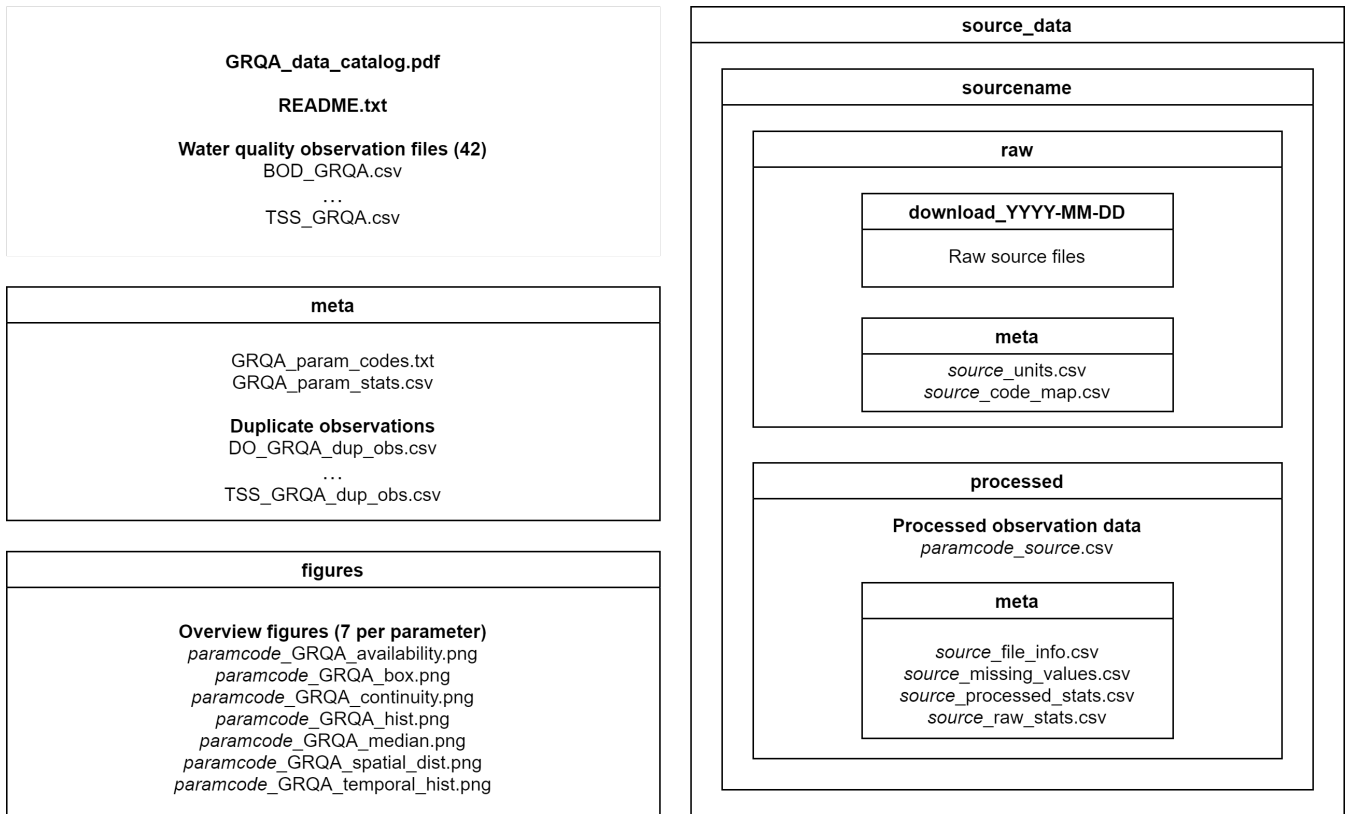 GRQA_data_catalog.pdf
README.txt
Water quality observation files (42)
BOD_GRQA.csv
...
TSS_GRQA.csv
meta
GRQA_param_codes.txt
GRQA_param_stats.csv
Duplicate observations
DO_GRQA_dup_obs.csv
...
TSS_GRQA_dup_obs.csv
figures
Overview figures (7 per parameter)
paramcode_GRQA_availability.png
paramcode_GRQA_box.png
paramcode_GRQA_continuity.png
paramcode_GRQA_hist.png
paramcode_GRQA_median.png
paramcode_GRQA_spatial_dist.png
paramcode_GRQA_temporal_hist.png
source_data
sourcename
raw
download_YYYY-MM-DD
Raw source files
meta
source_units.csv
source_code_map.csv
processed
Processed observation data
paramcode_source.csv
meta
source_file_info.csv
source_missing_values.csv
source_processed_stats.csv
source_raw_stats.csv